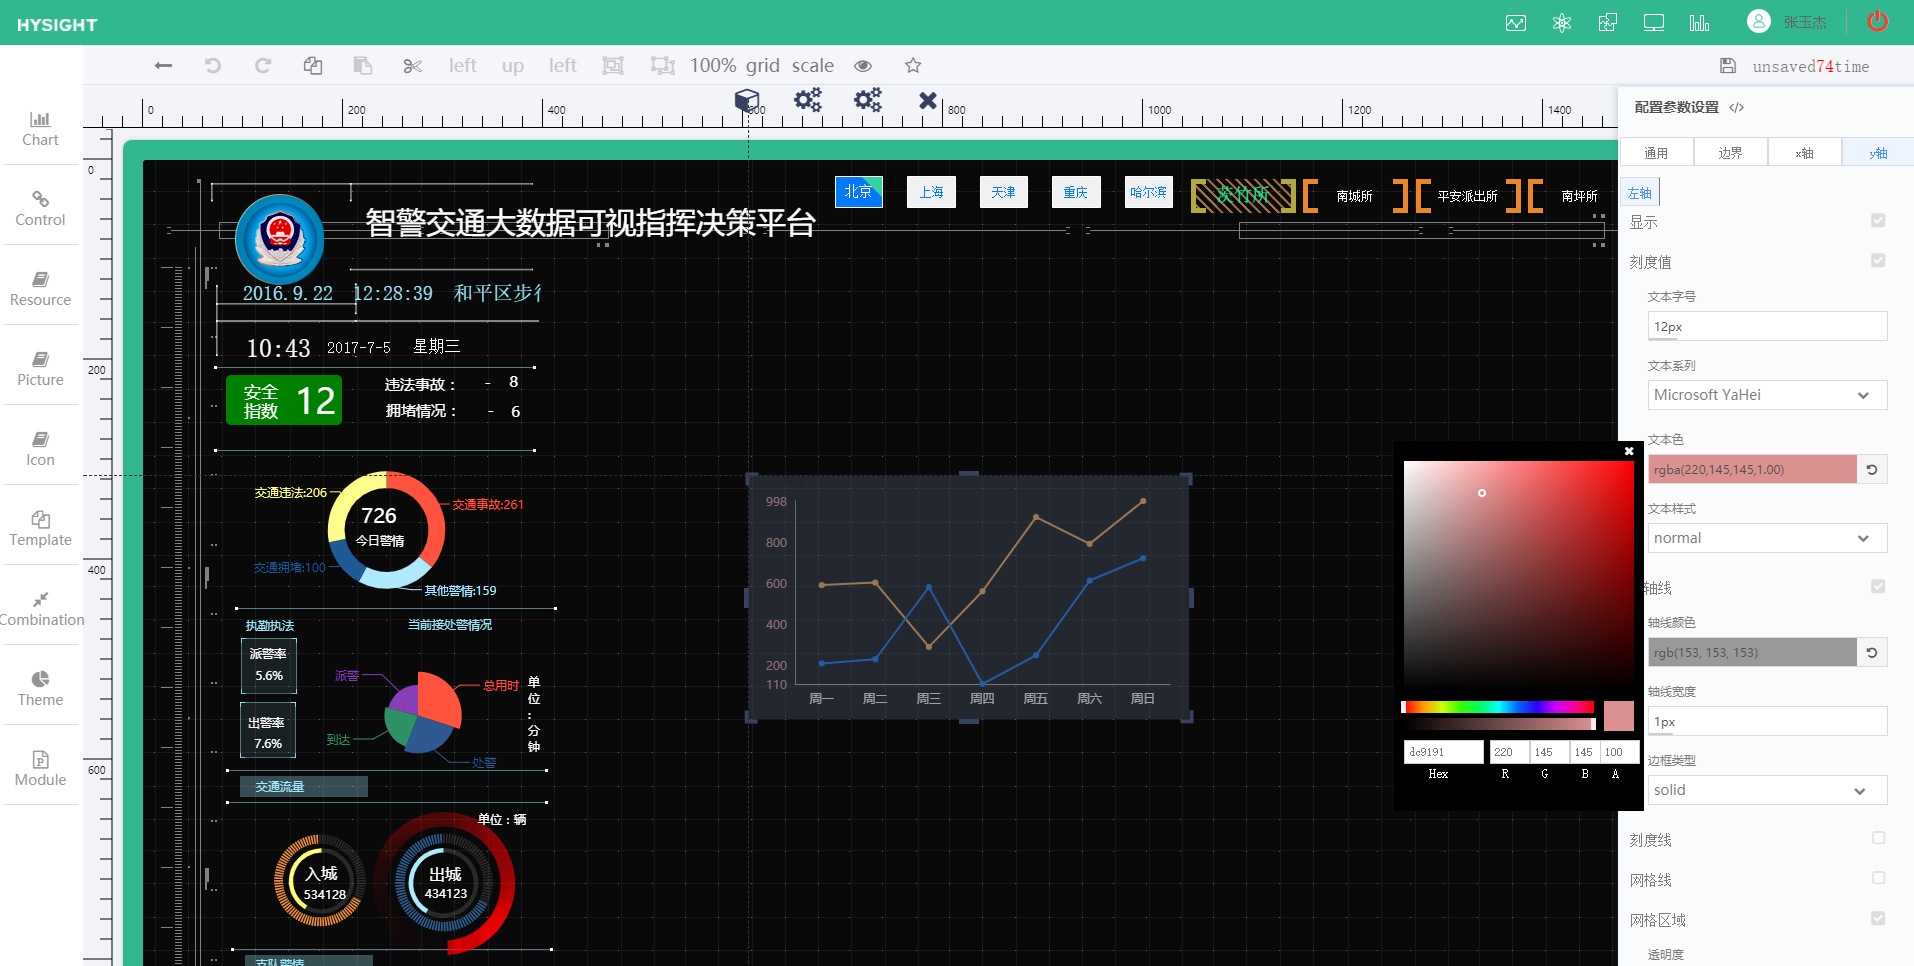 HYSIGHT
张玉杰
left up left 100% grid scale
unsaved74time
0 200 400 800 1000 1200 1400
0
200
400
600
Chart
Control
Resource
Picture
Icon
Template
Combination
Theme
Module
智警交通大数据可视指挥决策平台
北京 上海 天津 重庆 哈尔滨 茨竹所 南城所 平安派出所 南坪所
2016.9.22 12:28:39 和平区步行
10:43 2017-7-5 星期三
安全指数 12
违法事故： - 8
拥堵情况： - 6
交通违法:206
交通事故:261
726
今日警情
交通拥堵:100
其他警情:159
执勤执法 当前接处警情况
派警率
5.6%
出警率
7.6%
派警
总用时
到达
处警
单位:分钟
交通流量
单位：辆
入城
534128
出城
434123
支队警情
998
800
600
400
200
110
周一 周二 周三 周四 周五 周六 周日
dc9191 220 145 145 100
Hex R G B A
配置参数设置 </>
通用 边界 x轴 y轴
左轴
显示
刻度值
文本字号
12px
文本系列
Microsoft YaHei
文本色
rgba(220,145,145,1.00)
文本样式
normal
轴线
轴线颜色
rgb(153, 153, 153)
轴线宽度
1px
边框类型
solid
刻度线
网格线
网格区域
透明度